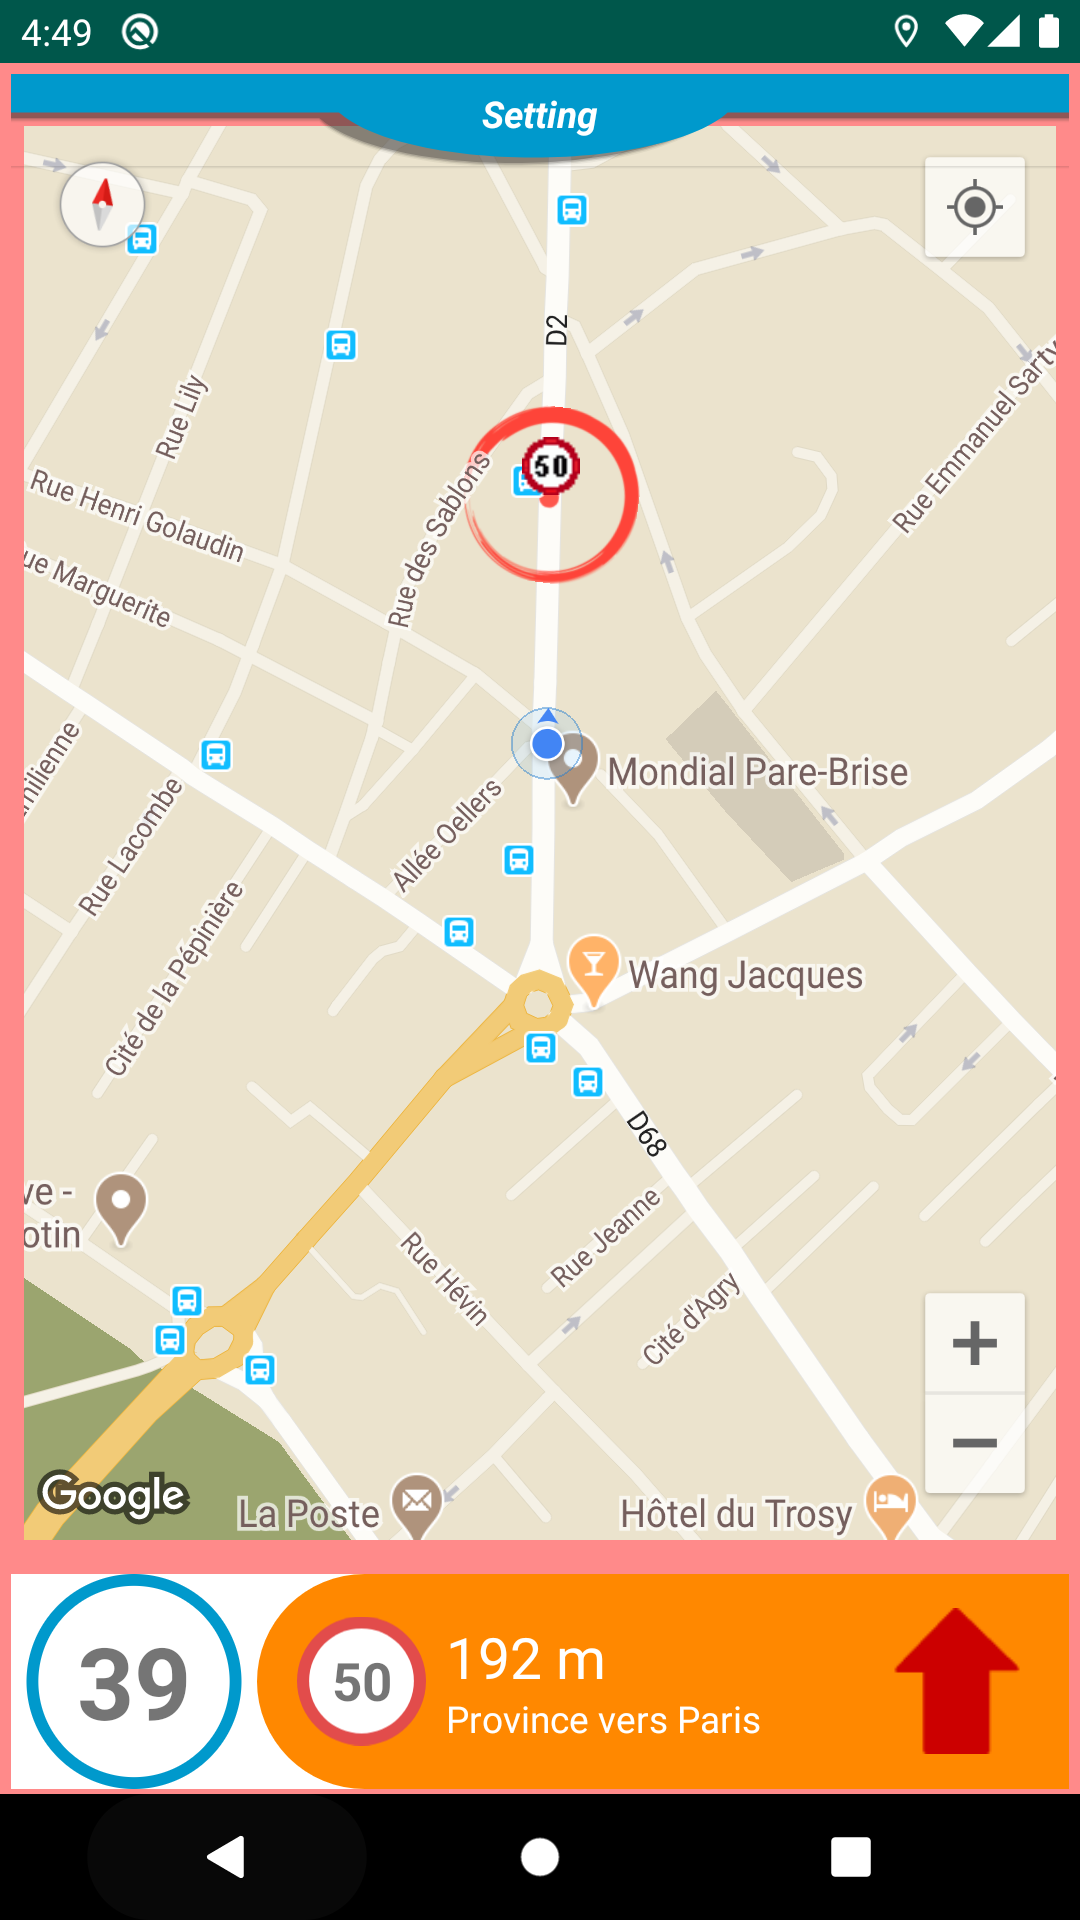 4:49
Setting
D2
Rue Lily
Rue Emmanuel Sarty
50
Rue Henri Golaudin
Rue des Sablons
ue Marguerite
milienne
Mondial Pare-Brise
Rue Lacombe
Allée Oellers
Cité de la Pépinière
Wang Jacques
D68
ve -
otin
Rue Jeanne
Rue Hévin
Cité d'Agry
Google
La Poste
Hôtel du Trosy
39
50
192 m
Province vers Paris